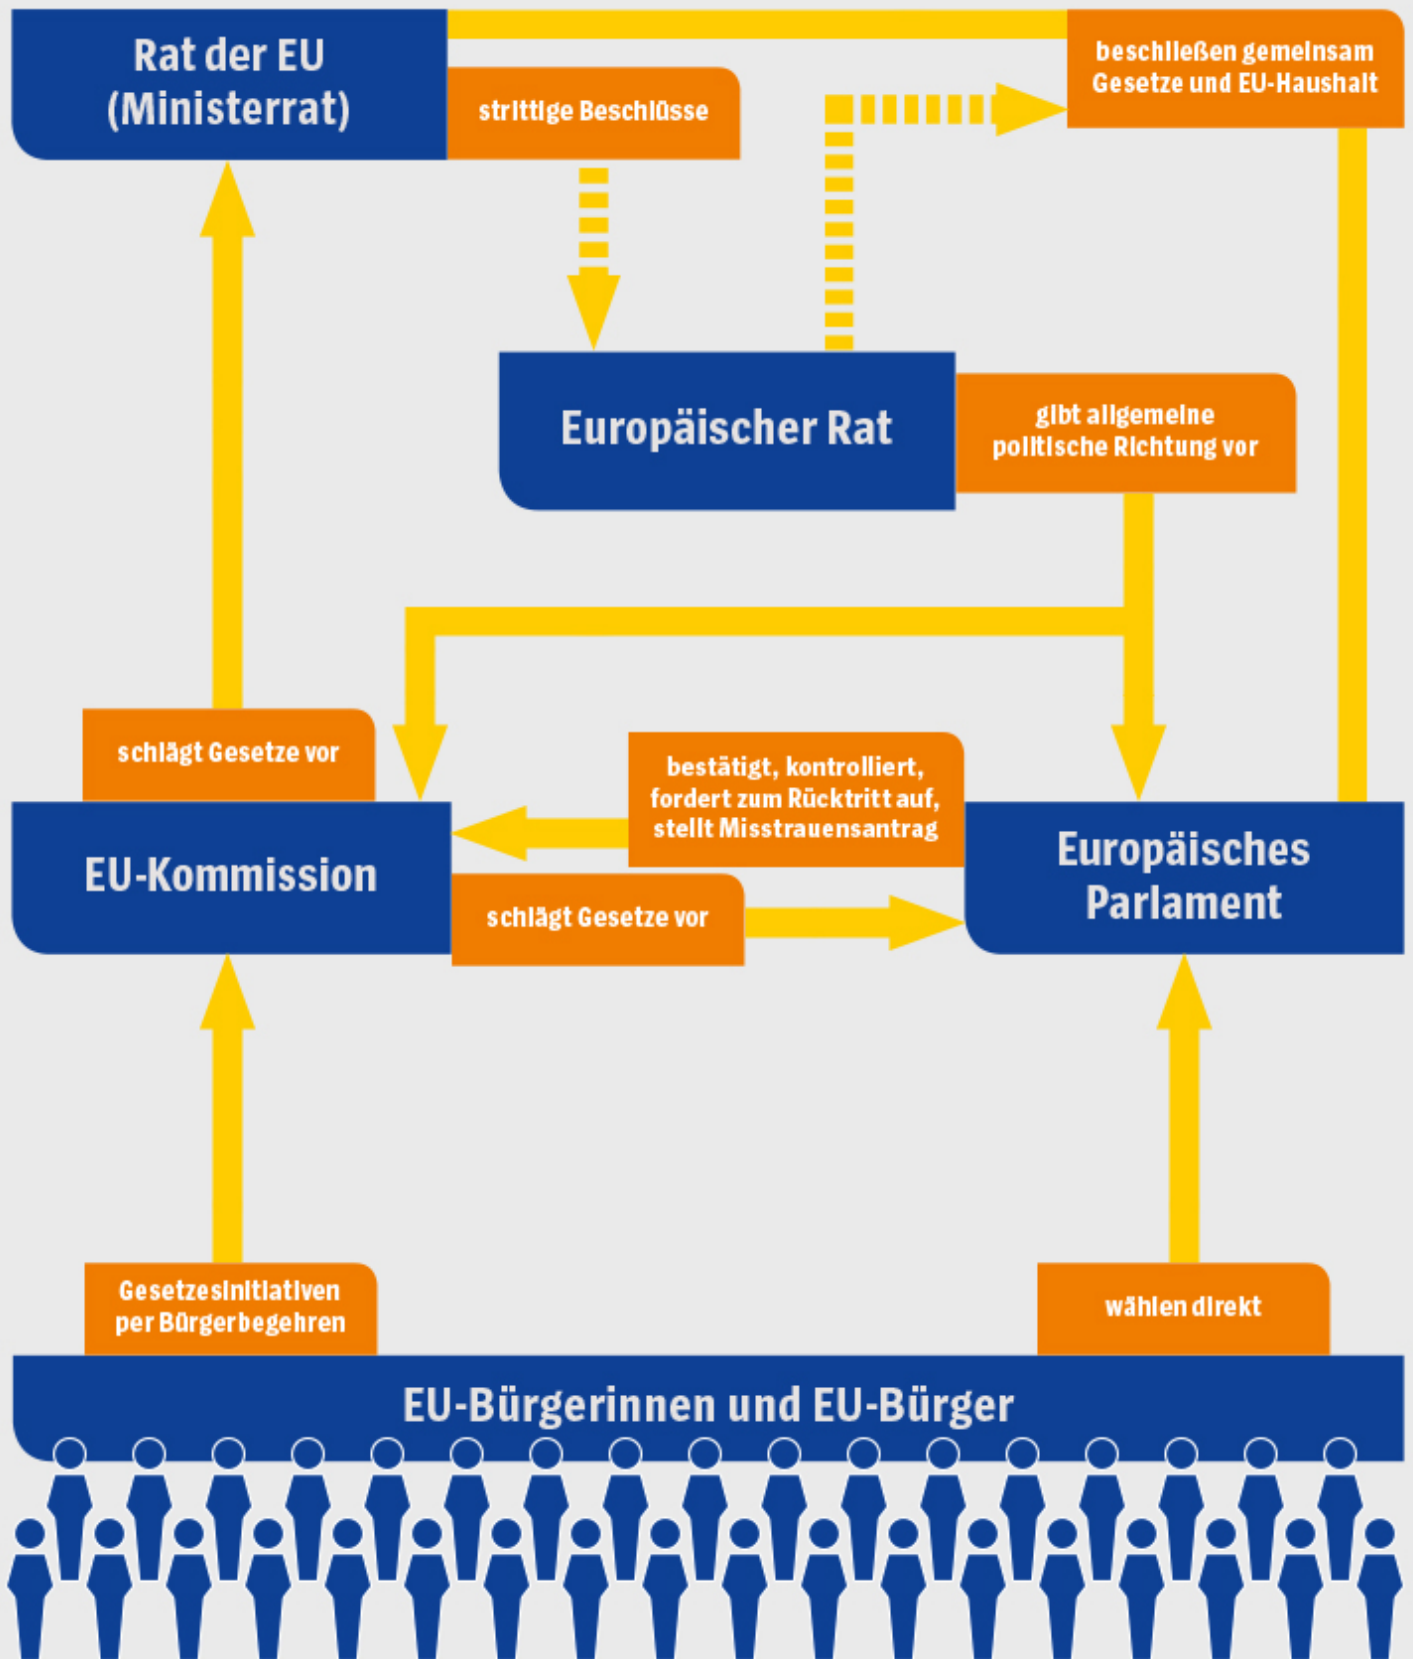 Rat der EU
(Ministerrat)
strittige Beschlüsse
beschließen gemeinsam
Gesetze und EU-Haushalt
Europäischer Rat
gibt allgemeine
politische Richtung vor
schlägt Gesetze vor
bestätigt, kontrolliert,
fordert zum Rücktritt auf,
stellt Misstrauensantrag
EU-Kommission
schlägt Gesetze vor
Europäisches
Parlament
Gesetzesinitiativen
per Bürgerbegehren
wählen direkt
EU-Bürgerinnen und EU-Bürger